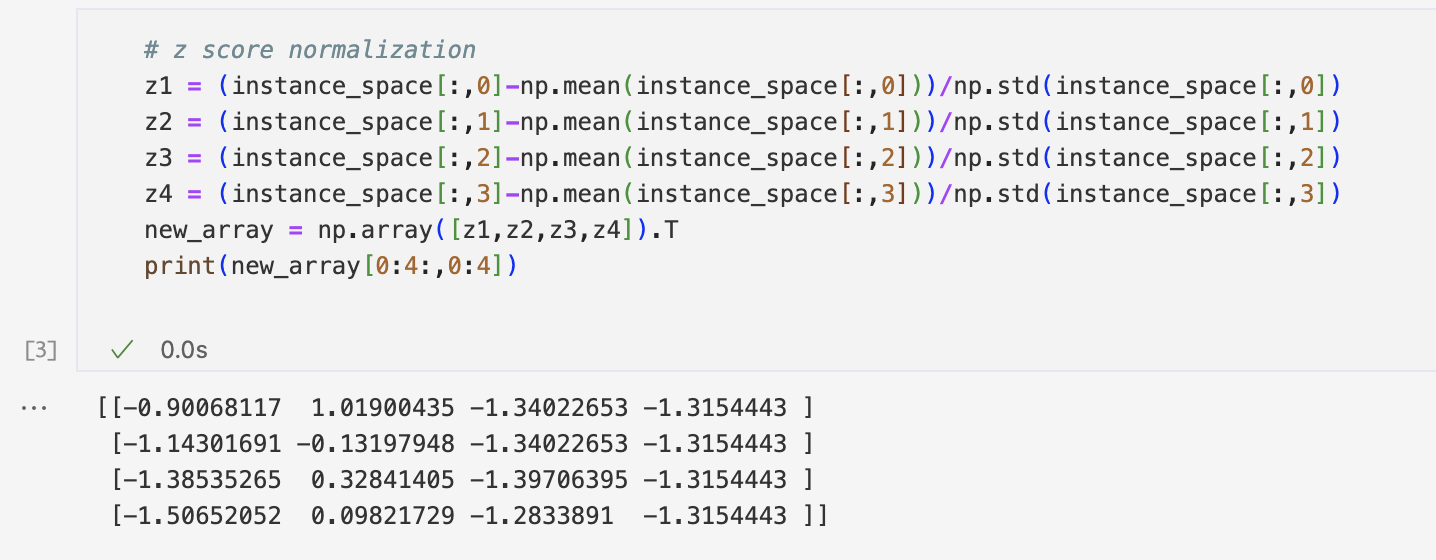 # z score normalization
z1 = (instance_space[:,0]-np.mean(instance_space[:,0]))/np.std(instance_space[:,0])
z2 = (instance_space[:,1]-np.mean(instance_space[:,1]))/np.std(instance_space[:,1])
z3 = (instance_space[:,2]-np.mean(instance_space[:,2]))/np.std(instance_space[:,2])
z4 = (instance_space[:,3]-np.mean(instance_space[:,3]))/np.std(instance_space[:,3])
new_array = np.array([z1,z2,z3,z4]).T
print(new_array[0:4:,0:4])
[3] ✓ 0.0s
... [[-0.90068117  1.01900435 -1.34022653 -1.3154443 ]
 [-1.14301691 -0.13197948 -1.34022653 -1.3154443 ]
 [-1.38535265  0.32841405 -1.39706395 -1.3154443 ]
 [-1.50652052  0.09821729 -1.2833891  -1.3154443 ]]